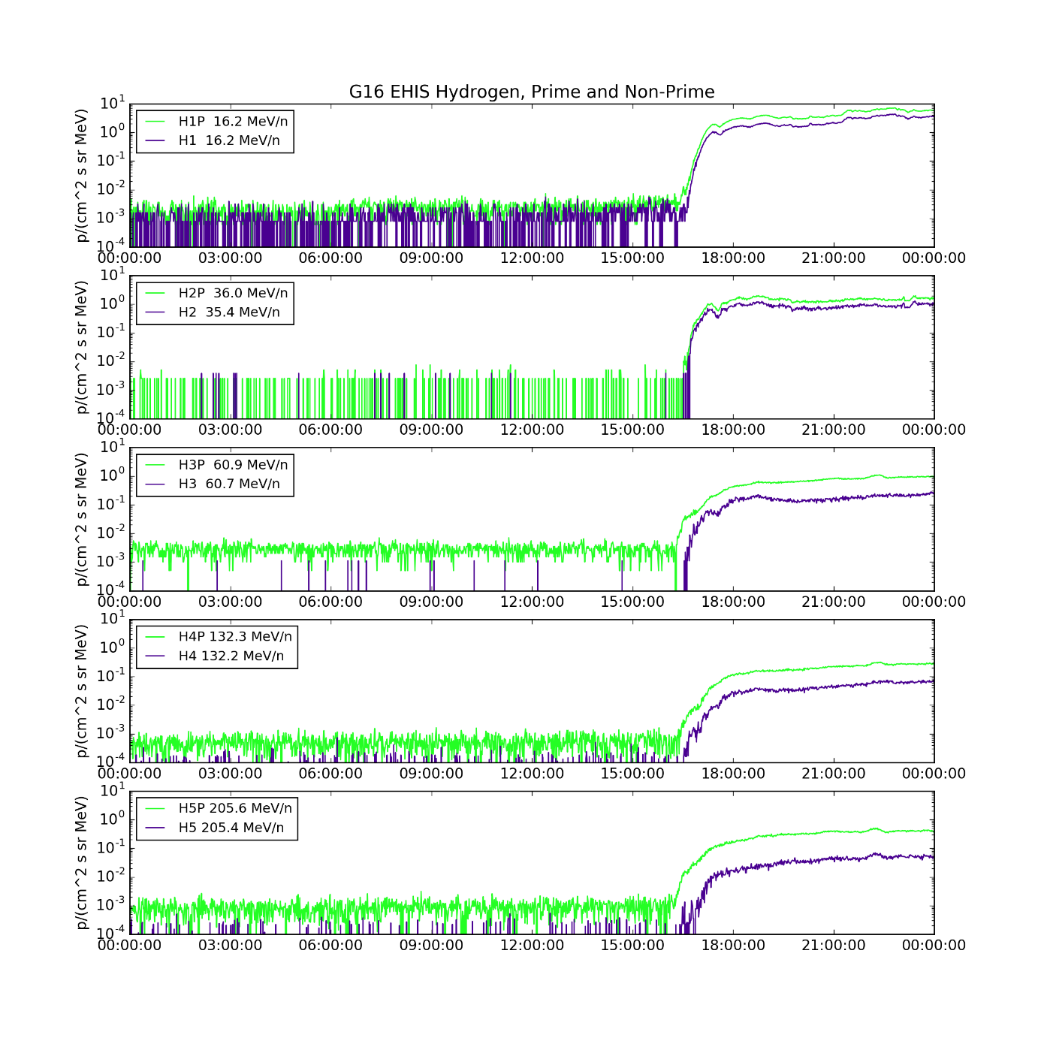 G16 EHIS Hydrogen, Prime and Non-Prime
p/(cm^2 s sr MeV)
10^1
10^0
10^-1
10^-2
10^-3
10^-4
H1P 16.2 MeV/n
H1 16.2 MeV/n
00:00:00 03:00:00 06:00:00 09:00:00 12:00:00 15:00:00 18:00:00 21:00:00 00:00:00
p/(cm^2 s sr MeV)
10^1
10^0
10^-1
10^-2
10^-3
10^-4
H2P 36.0 MeV/n
H2 35.4 MeV/n
00:00:00 03:00:00 06:00:00 09:00:00 12:00:00 15:00:00 18:00:00 21:00:00 00:00:00
p/(cm^2 s sr MeV)
10^1
10^0
10^-1
10^-2
10^-3
10^-4
H3P 60.9 MeV/n
H3 60.7 MeV/n
00:00:00 03:00:00 06:00:00 09:00:00 12:00:00 15:00:00 18:00:00 21:00:00 00:00:00
p/(cm^2 s sr MeV)
10^1
10^0
10^-1
10^-2
10^-3
10^-4
H4P 132.3 MeV/n
H4 132.2 MeV/n
00:00:00 03:00:00 06:00:00 09:00:00 12:00:00 15:00:00 18:00:00 21:00:00 00:00:00
p/(cm^2 s sr MeV)
10^1
10^0
10^-1
10^-2
10^-3
10^-4
H5P 205.6 MeV/n
H5 205.4 MeV/n
00:00:00 03:00:00 06:00:00 09:00:00 12:00:00 15:00:00 18:00:00 21:00:00 00:00:00